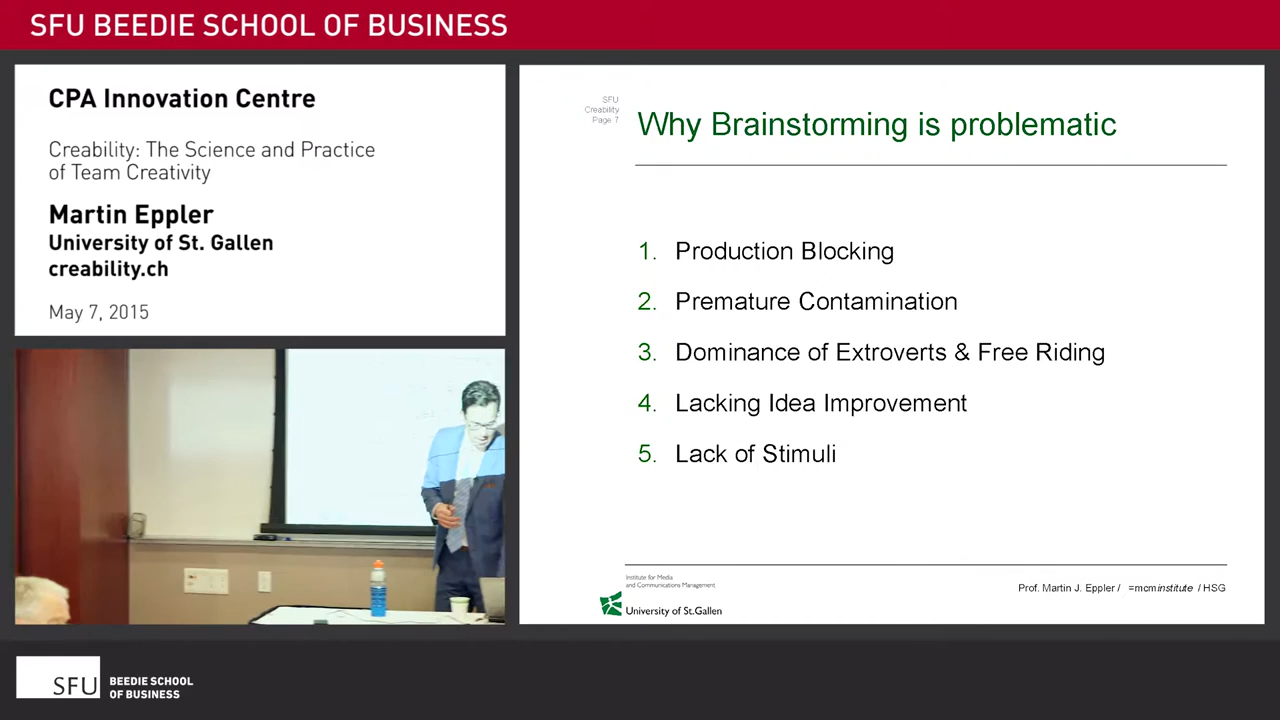 SFU BEEDIE SCHOOL OF BUSINESS
CPA Innovation Centre
Creability: The Science and Practice
of Team Creativity
Martin Eppler
University of St. Gallen
creability.ch
May 7, 2015
SFU
Creability
Page 7
Why Brainstorming is problematic
1. Production Blocking
2. Premature Contamination
3. Dominance of Extroverts & Free Riding
4. Lacking Idea Improvement
5. Lack of Stimuli
Institute for Media
and Communications Management
University of St.Gallen
Prof. Martin J. Eppler / =mcminstitute / HSG
SFU
BEEDIE SCHOOL
OF BUSINESS